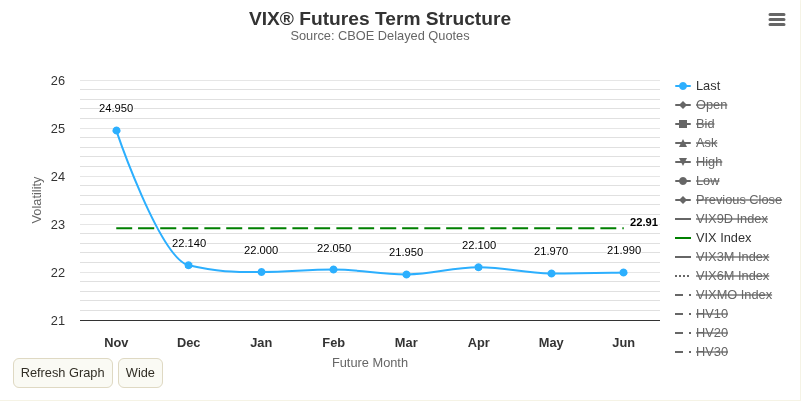 VIX® Futures Term Structure
Source: CBOE Delayed Quotes
Volatility
26
25
24
23
22
21
24.950
22.140
22.000
22.050
21.950
22.100
21.970
21.990
22.91
Nov Dec Jan Feb Mar Apr May Jun
Future Month
Last
Open
Bid
Ask
High
Low
Previous Close
VIX9D Index
VIX Index
VIX3M Index
VIX6M Index
VIXMO Index
HV10
HV20
HV30
Refresh Graph
Wide